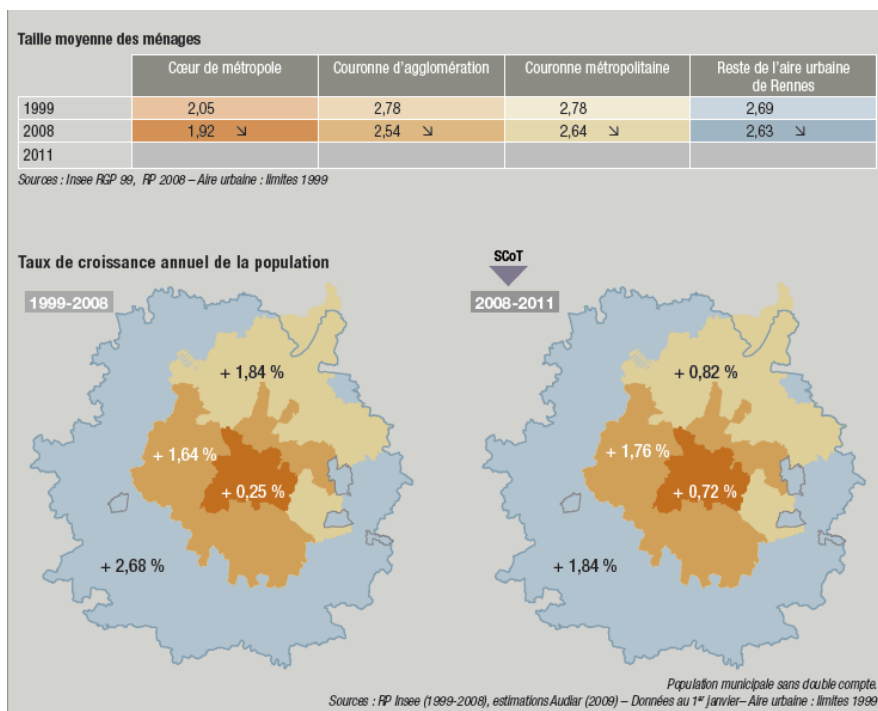 Taille moyenne des ménages
Cœur de métropole Couronne d'agglomération Couronne métropolitaine Reste de l'aire urbaine
de Rennes
1999 2,05 2,78 2,78 2,69
2008 1,92 ↘ 2,54 ↘ 2,64 ↘ 2,63 ↘
2011
Sources : Insee RGP 99, RP 2008 – Aire urbaine : limites 1999
Taux de croissance annuel de la population
SCoT
1999-2008
2008-2011
+ 1,84 %
+ 0,82 %
+ 1,64 %
+ 1,76 %
+ 0,25 %
+ 0,72 %
+ 2,68 %
+ 1,84 %
Population municipale sans double compte.
Sources : RP Insee (1999-2008), estimations Audiar (2009) – Données au 1er janvier– Aire urbaine : limites 1999